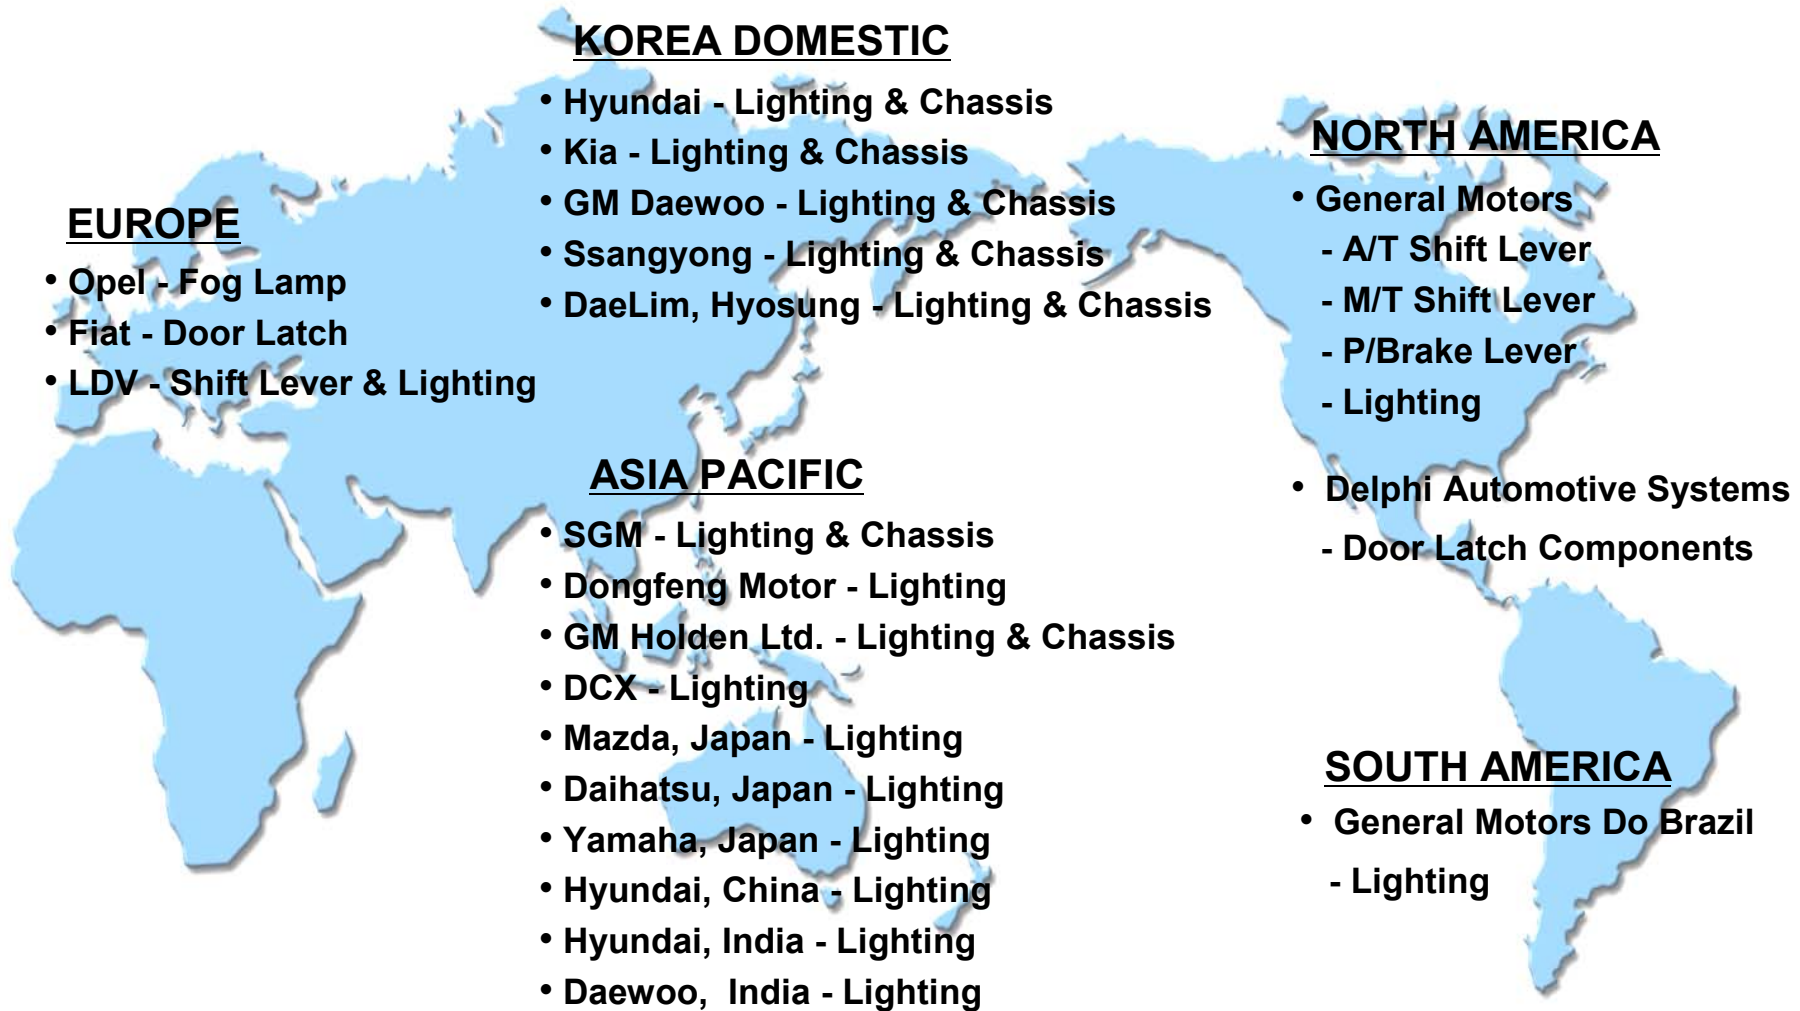 KOREA DOMESTIC
• Hyundai - Lighting & Chassis
• Kia - Lighting & Chassis
• GM Daewoo - Lighting & Chassis
• Ssangyong - Lighting & Chassis
• DaeLim, Hyosung - Lighting & Chassis
EUROPE
• Opel - Fog Lamp
• Fiat - Door Latch
• LDV - Shift Lever & Lighting
ASIA PACIFIC
• SGM - Lighting & Chassis
• Dongfeng Motor - Lighting
• GM Holden Ltd. - Lighting & Chassis
• DCX - Lighting
• Mazda, Japan - Lighting
• Daihatsu, Japan - Lighting
• Yamaha, Japan - Lighting
• Hyundai, China - Lighting
• Hyundai, India - Lighting
• Daewoo, India - Lighting
NORTH AMERICA
• General Motors
- A/T Shift Lever
- M/T Shift Lever
- P/Brake Lever
- Lighting
• Delphi Automotive Systems
- Door Latch Components
SOUTH AMERICA
• General Motors Do Brazil
- Lighting